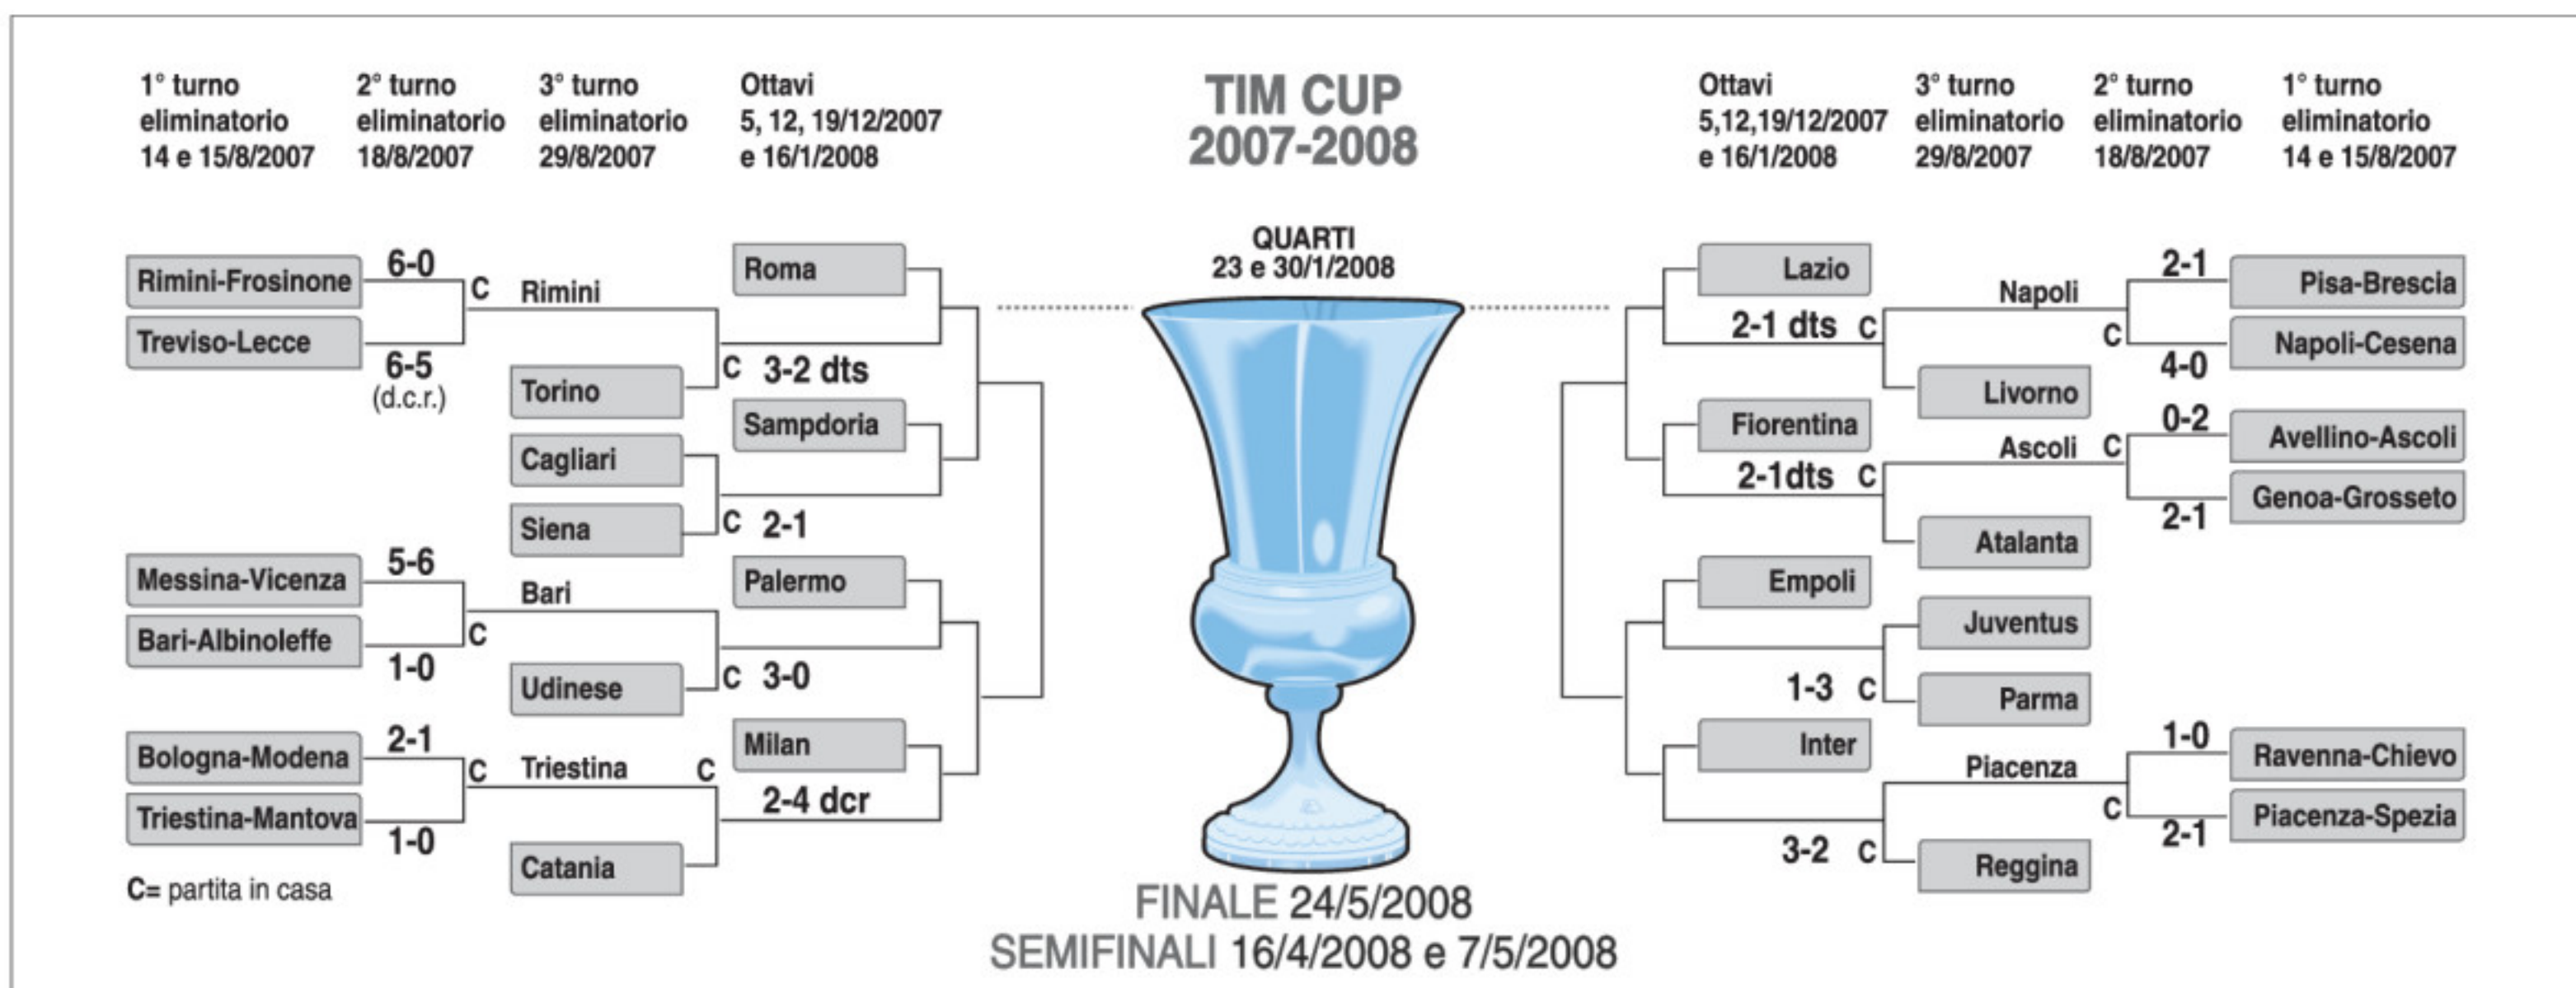 1° turno
eliminatorio
14 e 15/8/2007
2° turno
eliminatorio
18/8/2007
3° turno
eliminatorio
29/8/2007
Ottavi
5, 12, 19/12/2007
e 16/1/2008
TIM CUP
2007-2008
Ottavi
5,12,19/12/2007
e 16/1/2008
3° turno
eliminatorio
29/8/2007
2° turno
eliminatorio
18/8/2007
1° turno
eliminatorio
14 e 15/8/2007
Rimini-Frosinone
6-0
Treviso-Lecce
6-5
(d.c.r.)
C
Rimini
Torino
C 3-2 dts
Cagliari
Siena
C 2-1
Messina-Vicenza
5-6
Bari-Albinoleffe
1-0
C
Bari
Udinese
C 3-0
Bologna-Modena
2-1
Triestina-Mantova
1-0
C
Triestina
C
Catania
2-4 dcr
C= partita in casa
Roma
Sampdoria
Palermo
Milan
QUARTI
23 e 30/1/2008
FINALE 24/5/2008
SEMIFINALI 16/4/2008 e 7/5/2008
Lazio
2-1 dts C
Fiorentina
2-1dts C
Empoli
1-3 C
Inter
3-2 C
Napoli
C
Livorno
Ascoli
C
Atalanta
Juventus
Parma
Piacenza
C
Reggina
2-1
Pisa-Brescia
Napoli-Cesena
4-0
0-2
Avellino-Ascoli
Genoa-Grosseto
2-1
1-0
Ravenna-Chievo
Piacenza-Spezia
2-1